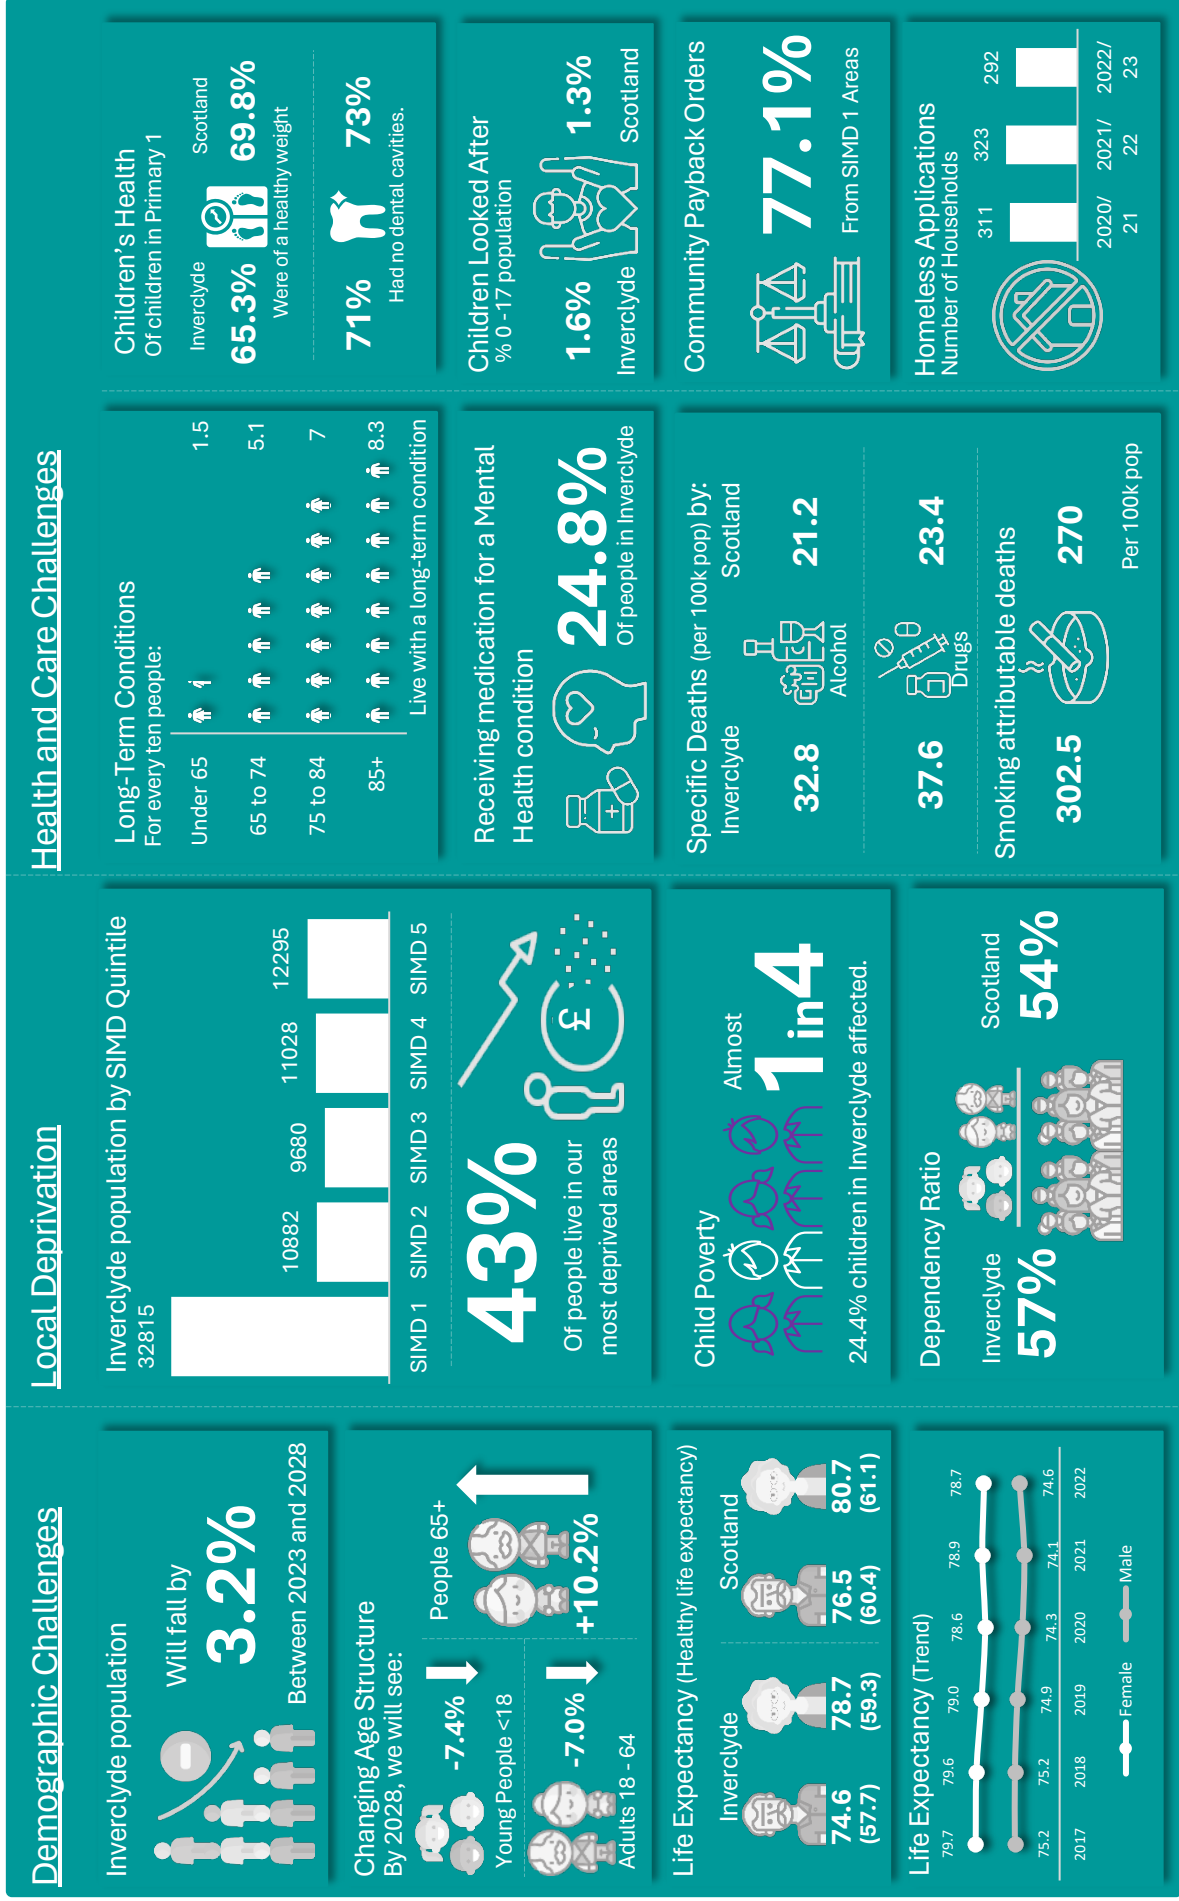 Demographic Challenges
Inverclyde population
Will fall by
3.2%
Between 2023 and 2028
Changing Age Structure
By 2028, we will see:
-7.4%
Young People <18
-7.0%
Adults 18 - 64
People 65+
+10.2%
Life Expectancy (Healthy life expectancy)
Inverclyde
Scotland
74.6
(57.7)
78.7
(59.3)
76.5
(60.4)
80.7
(61.1)
Life Expectancy (Trend)
79.7 79.6 79.0 78.6 78.9 78.7
75.2 75.2 74.9 74.3 74.1 74.6
2017 2018 2019 2020 2021 2022
Female Male
Local Deprivation
Inverclyde population by SIMD Quintile
32815
10882
9680
11028
12295
SIMD 1 SIMD 2 SIMD 3 SIMD 4 SIMD 5
43%
Of people live in our
most deprived areas
£
Child Poverty
Almost
1 in 4
24.4% children in Inverclyde affected.
Dependency Ratio
Inverclyde
57%
Scotland
54%
Health and Care Challenges
Long-Term Conditions
For every ten people:
Under 65 1.5
65 to 74 5.1
75 to 84 7
85+ 8.3
Live with a long-term condition
Receiving medication for a Mental
Health condition
24.8%
Of people in Inverclyde
Specific Deaths (per 100k pop) by:
Inverclyde Scotland
32.8 21.2
Alcohol
37.6 23.4
Drugs
Smoking attributable deaths
302.5 270
Per 100k pop
Children's Health
Of children in Primary 1
Inverclyde Scotland
65.3% 69.8%
Were of a healthy weight
71% 73%
Had no dental cavities.
Children Looked After
% 0 -17 population
1.6% 1.3%
Inverclyde Scotland
Community Payback Orders
77.1%
From SIMD 1 Areas
Homeless Applications
Number of Households
311 323 292
2020/ 2021/ 2022/
21 22 23